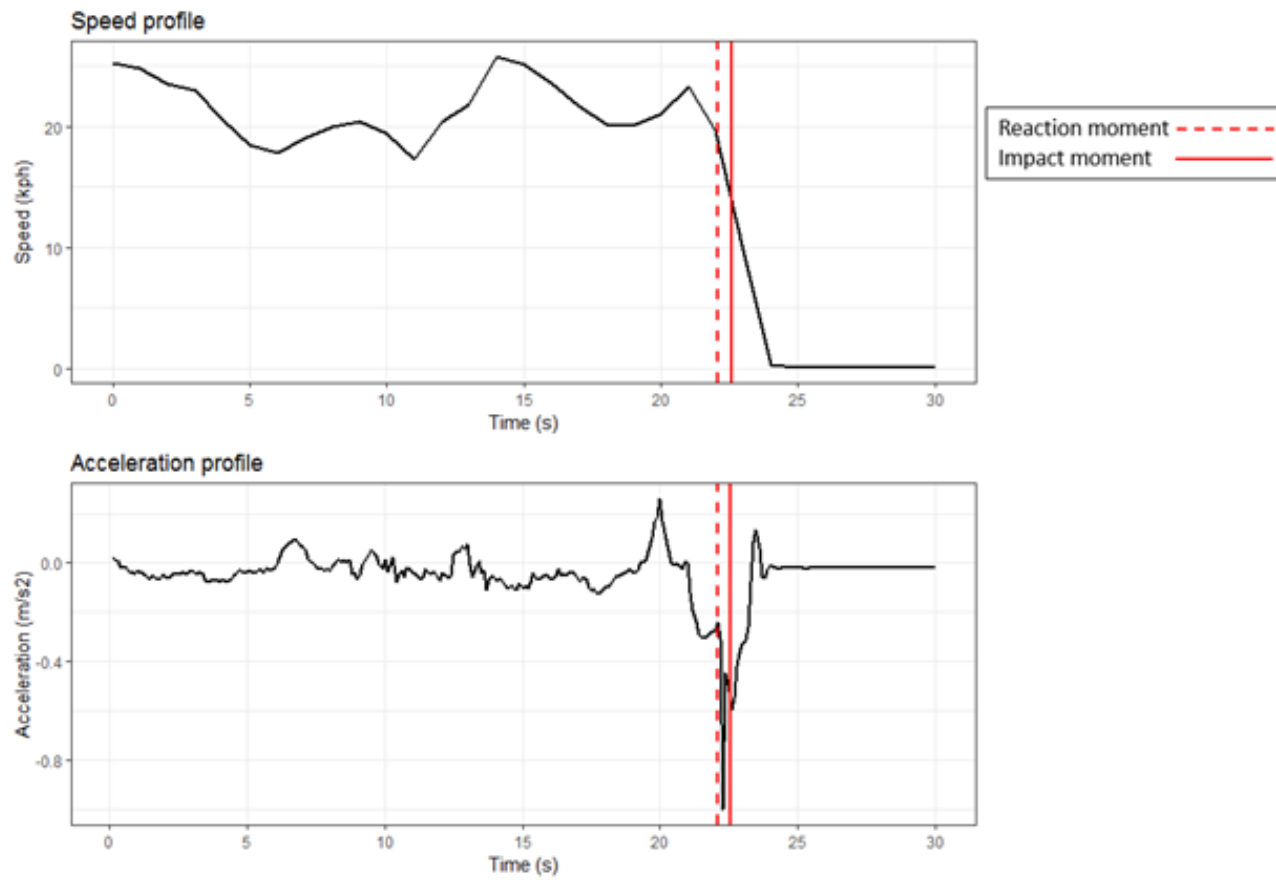 Speed profile
20
10
0
Speed (kph)
0 5 10 15 20 25 30
Time (s)
Reaction moment
Impact moment
Acceleration profile
0.0
-0.4
-0.8
Acceleration (m/s2)
0 5 10 15 20 25 30
Time (s)